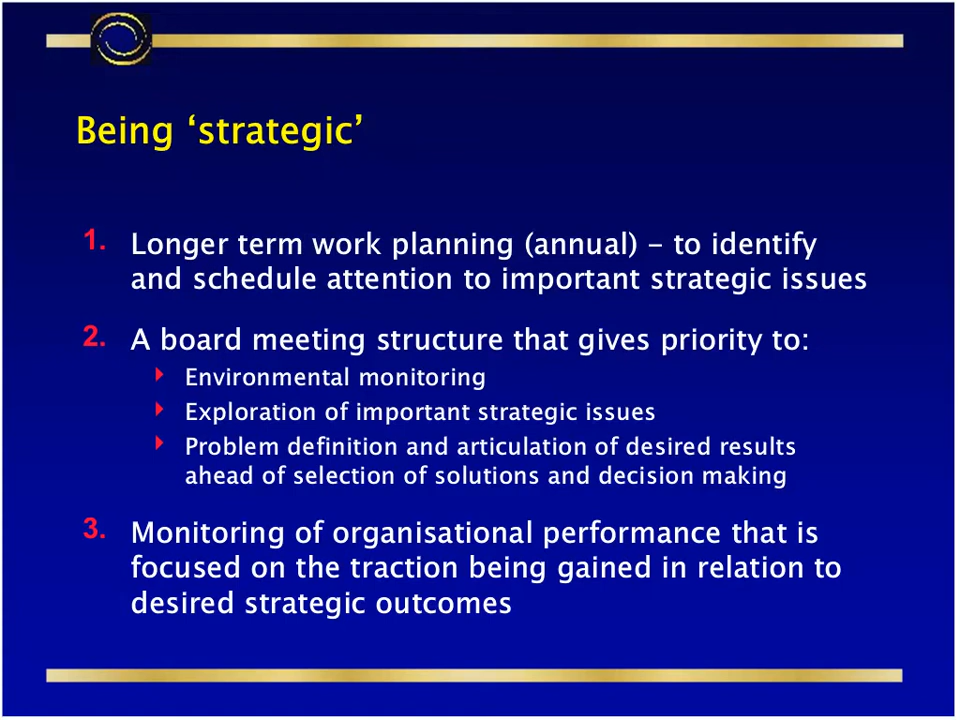 Being ‘strategic’
1. Longer term work planning (annual) – to identify
and schedule attention to important strategic issues
2. A board meeting structure that gives priority to:
Environmental monitoring
Exploration of important strategic issues
Problem definition and articulation of desired results
ahead of selection of solutions and decision making
3. Monitoring of organisational performance that is
focused on the traction being gained in relation to
desired strategic outcomes